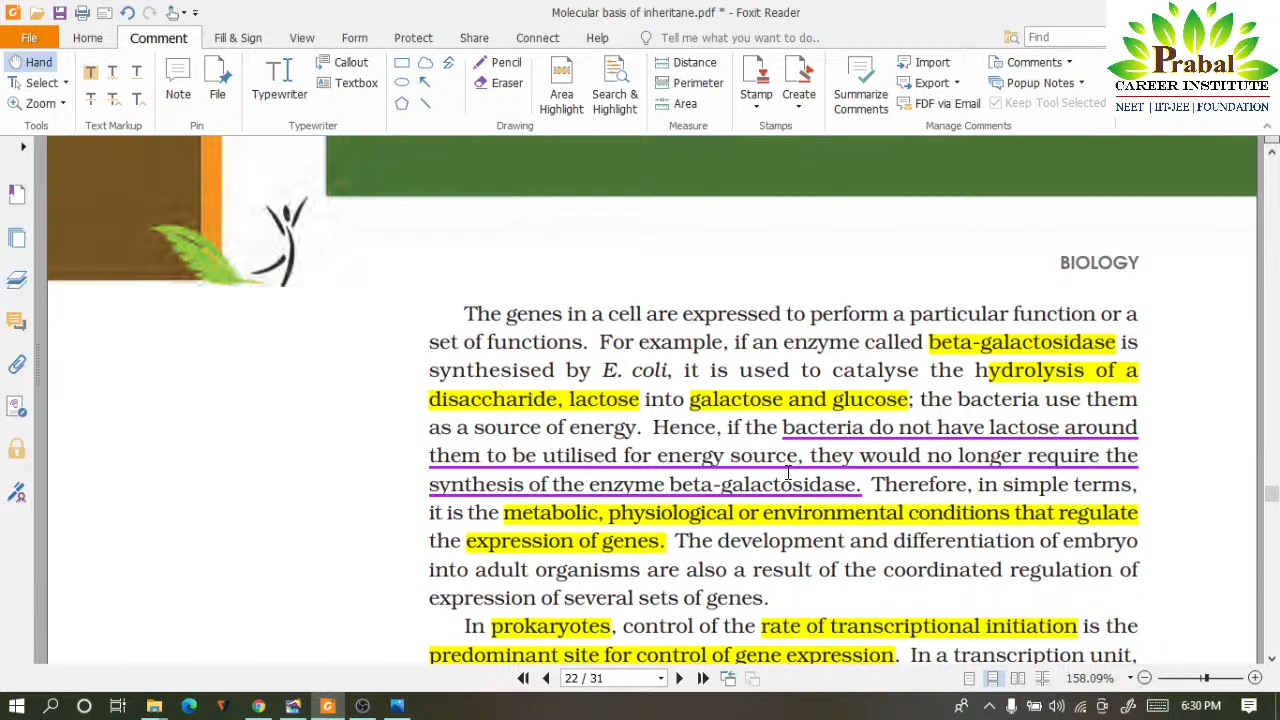 Molecular basis of inheritane.pdf * - Foxit Reader
File
Home
Comment
Fill & Sign
View
Form
Protect
Share
Connect
Help
Tell me what you want to do..
Find
Hand
Select
Zoom
Tools
T T T
T T T
Text Markup
Note
File
Pin
Typewriter
Callout
Textbox
Typewriter
Pencil
Eraser
Drawing
Area
Highlight
Search &
Highlight
Distance
Perimeter
Area
Measure
Stamp
Create
Stamps
Summarize
Comments
Import
Export
FDF via Email
Comments
Popup Notes
Keep Tool Selected
Manage Comments
Prabal
CAREER INSTITUTE
NEET | IIT-JEE | FOUNDATION
BIOLOGY
The genes in a cell are expressed to perform a particular function or a
set of functions. For example, if an enzyme called beta-galactosidase is
synthesised by E. coli, it is used to catalyse the hydrolysis of a
disaccharide, lactose into galactose and glucose; the bacteria use them
as a source of energy. Hence, if the bacteria do not have lactose around
them to be utilised for energy source, they would no longer require the
synthesis of the enzyme beta-galactosidase. Therefore, in simple terms,
it is the metabolic, physiological or environmental conditions that regulate
the expression of genes. The development and differentiation of embryo
into adult organisms are also a result of the coordinated regulation of
expression of several sets of genes.
In prokaryotes, control of the rate of transcriptional initiation is the
predominant site for control of gene expression. In a transcription unit,
22 / 31
158.09%
6:30 PM